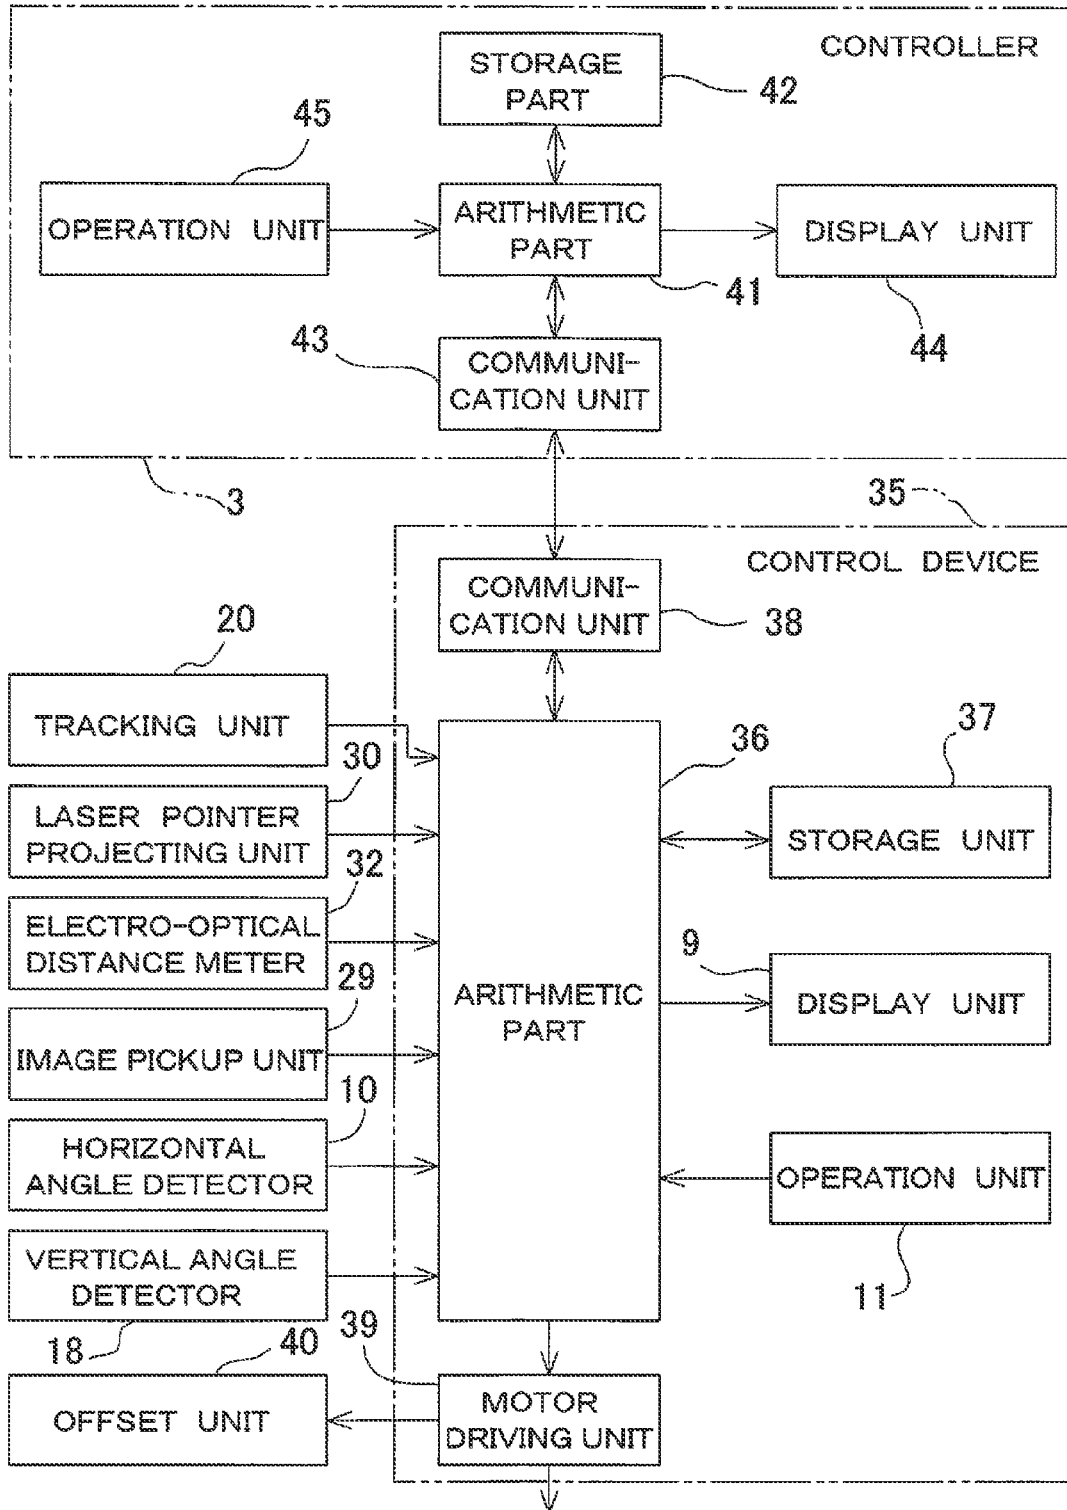 CONTROLLER
STORAGE
PART
42
45
OPERATION UNIT
ARITHMETIC
PART
41
DISPLAY UNIT
44
43
COMMUNI-
CATION UNIT
3
35
CONTROL DEVICE
COMMUNI-
CATION UNIT
38
20
TRACKING UNIT
30
LASER POINTER
PROJECTING UNIT
32
ELECTRO-OPTICAL
DISTANCE METER
29
IMAGE PICKUP UNIT
10
HORIZONTAL
ANGLE DETECTOR
VERTICAL ANGLE
DETECTOR
18
40
OFFSET UNIT
36
ARITHMETIC
PART
37
STORAGE UNIT
9
DISPLAY UNIT
OPERATION UNIT
11
39
MOTOR
DRIVING UNIT